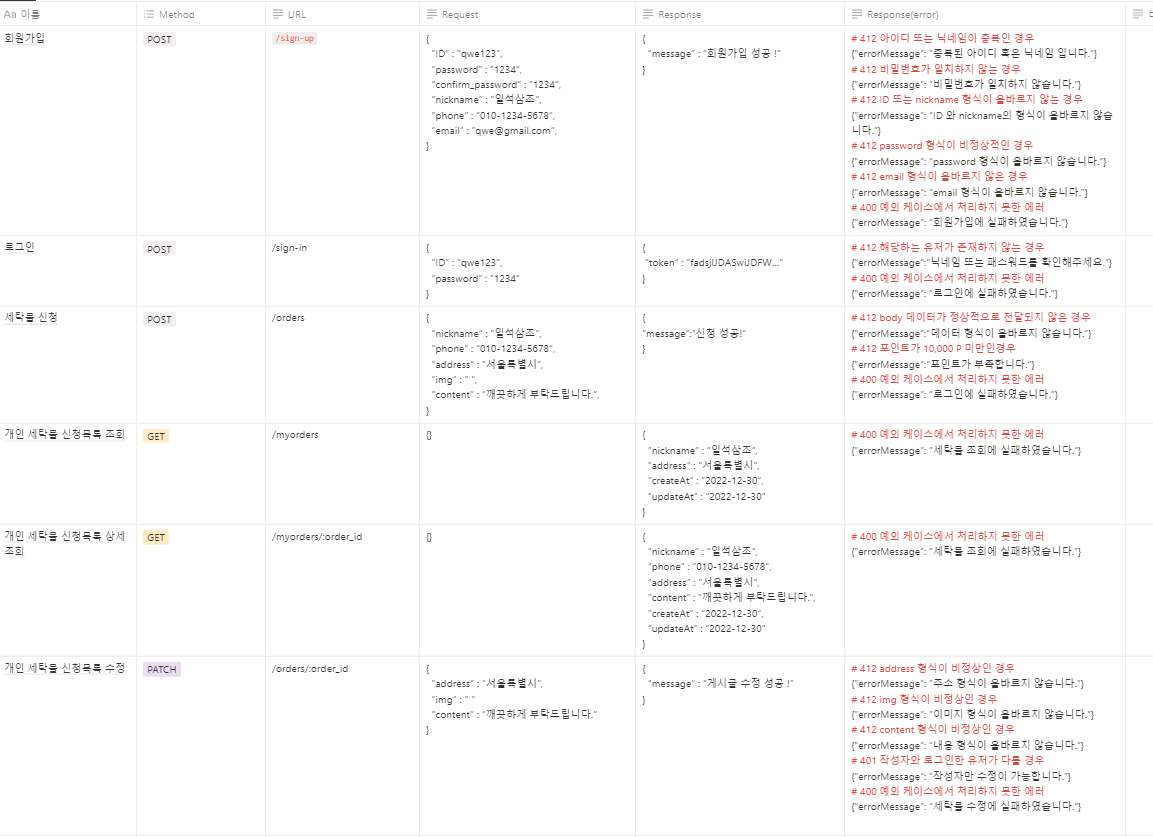 Aa 이름
Method
URL
Request
Response
Response(error)
회원가입
POST
/sign-up
{
"ID" : "qwe123",
"password" : "1234",
"confirm_password" : "1234",
"nickname" : "일석삼조",
"phone" : "010-1234-5678",
"email" : "qwe@gmail.com",
}
{
"message" : "회원가입 성공 !"
}
# 412 아이디 또는 닉네임이 중복인 경우
{"errorMessage": "중복된 아이디 혹은 닉네임 입니다."}
# 412 비밀번호가 일치하지 않는 경우
{"errorMessage": "비밀번호가 일치하지 않습니다."}
# 412 ID 또는 nickname 형식이 올바르지 않는 경우
{"errorMessage": "ID 와 nickname의 형식이 올바르지 않습
니다."}
# 412 password 형식이 비정상적인 경우
{"errorMessage": "password 형식이 올바르지 않습니다."}
# 412 email 형식이 올바르지 않은 경우
{"errorMessage": "email 형식이 올바르지 않습니다."}
# 400 예외 케이스에서 처리하지 못한 에러
{"errorMessage": "회원가입에 실패하였습니다."}
로그인
POST
/sign-in
{
"ID" : "qwe123",
"password" : "1234"
}
{
"token" : "fadsjlJDASwiJDFW…"
}
# 412 해당하는 유저가 존재하지 않는 경우
{"errorMessage":"닉네임 또는 패스워드를 확인해주세요."}
# 400 예외 케이스에서 처리하지 못한 에러
{"errorMessage": "로그인에 실패하였습니다."}
세탁물 신청
POST
/orders
{
"nickname" : "일석삼조",
"phone" : "010-1234-5678",
"address" : "서울특별시",
"img" : " ",
"content" : "깨끗하게 부탁드립니다.",
}
{
"message":"신청 성공!"
}
# 412 body 데이터가 정상적으로 전달되지 않은 경우
{"errorMessage":"데이터 형식이 올바르지 않습니다."}
# 412 포인트가 10,000 P 미만인경우
{"errorMessage":"포인트가 부족합니다."}
# 400 예외 케이스에서 처리하지 못한 에러
{"errorMessage": "로그인에 실패하였습니다."}
개인 세탁물 신청목록 조회
GET
/myorders
{}
{
"nickname" : "일석삼조",
"address" : "서울특별시",
"createAt" : "2022-12-30",
"updateAt" : "2022-12-30"
}
# 400 예외 케이스에서 처리하지 못한 에러
{"errorMessage": "세탁물 조회에 실패하였습니다."}
개인 세탁물 신청목록 상세
조회
GET
/myorders/:order_id
{}
{
"nickname" : "일석삼조",
"phone" : "010-1234-5678",
"address" : "서울특별시",
"content" : "깨끗하게 부탁드립니다.",
"createAt" : "2022-12-30",
"updateAt" : "2022-12-30"
}
# 400 예외 케이스에서 처리하지 못한 에러
{"errorMessage": "세탁물 조회에 실패하였습니다."}
개인 세탁물 신청목록 수정
PATCH
/orders/:order_id
{
"address" : "서울특별시",
"img" : " "
"content" : "깨끗하게 부탁드립니다."
}
{
"message" : "게시글 수정 성공 !"
}
# 412 address 형식이 비정상인 경우
{"errorMessage": "주소 형식이 올바르지 않습니다."}
# 412 img 형식이 비정상인 경우
{"errorMessage": "이미지 형식이 올바르지 않습니다."}
# 412 content 형식이 비정상인 경우
{"errorMessage": "내용 형식이 올바르지 않습니다."}
# 401 작성자와 로그인한 유저가 다를 경우
{"errorMessage": "작성자만 수정이 가능합니다."}
# 400 예외 케이스에서 처리하지 못한 에러
{"errorMessage": "세탁물 수정에 실패하였습니다."}